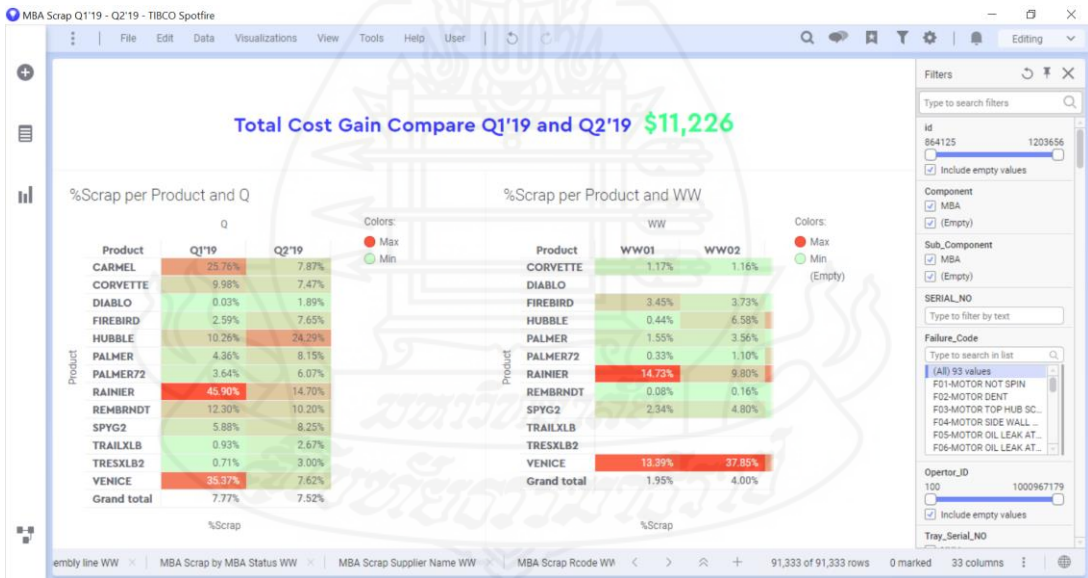 MBA Scrap Q1'19 - Q2'19 - TIBCO Spotfire
File Edit Data Visualizations View Tools Help User Editing
Total Cost Gain Compare Q1'19 and Q2'19 $11,226
%Scrap per Product and Q
Q
Product Q1'19 Q2'19
CARMEL 25.76% 7.87%
CORVETTE 9.98% 7.47%
DIABLO 0.03% 1.89%
FIREBIRD 2.59% 7.65%
HUBBLE 10.26% 24.29%
PALMER 4.36% 8.15%
PALMER72 3.64% 6.07%
RAINIER 45.90% 14.70%
REMBRNDT 12.30% 10.20%
SPYG2 5.88% 8.25%
TRAILXLB 0.93% 2.67%
TRESXLB2 0.71% 3.00%
VENICE 35.37% 7.62%
Grand total 7.77% 7.52%
Product
%Scrap
Colors:
Max
Min
%Scrap per Product and WW
WW
Product WW01 WW02
CORVETTE 1.17% 1.16%
DIABLO
FIREBIRD 3.45% 3.73%
HUBBLE 0.44% 6.58%
PALMER 1.55% 3.56%
PALMER72 0.33% 1.10%
RAINIER 14.73% 9.80%
REMBRNDT 0.08% 0.16%
SPYG2 2.34% 4.80%
TRAILXLB
TRESXLB2
VENICE 13.39% 37.85%
Grand total 1.95% 4.00%
Product
%Scrap
Colors:
Max
Min
(Empty)
Filters
Type to search filters
id
864125 1203656
Include empty values
Component
MBA
(Empty)
Sub_Component
MBA
(Empty)
SERIAL_NO
Type to filter by text
Failure_Code
Type to search in list
(All) 93 values
F01-MOTOR NOT SPIN
F02-MOTOR DENT
F03-MOTOR TOP HUB SC...
F04-MOTOR SIDE WALL ...
F05-MOTOR OIL LEAK AT...
F06-MOTOR OIL LEAK AT...
Opertor_ID
100 1000967179
Include empty values
Tray_Serial_NO
embly line WW MBA Scrap by MBA Status WW MBA Scrap Supplier Name WW MBA Scrap Rcode WW 91,333 of 91,333 rows 0 marked 33 columns